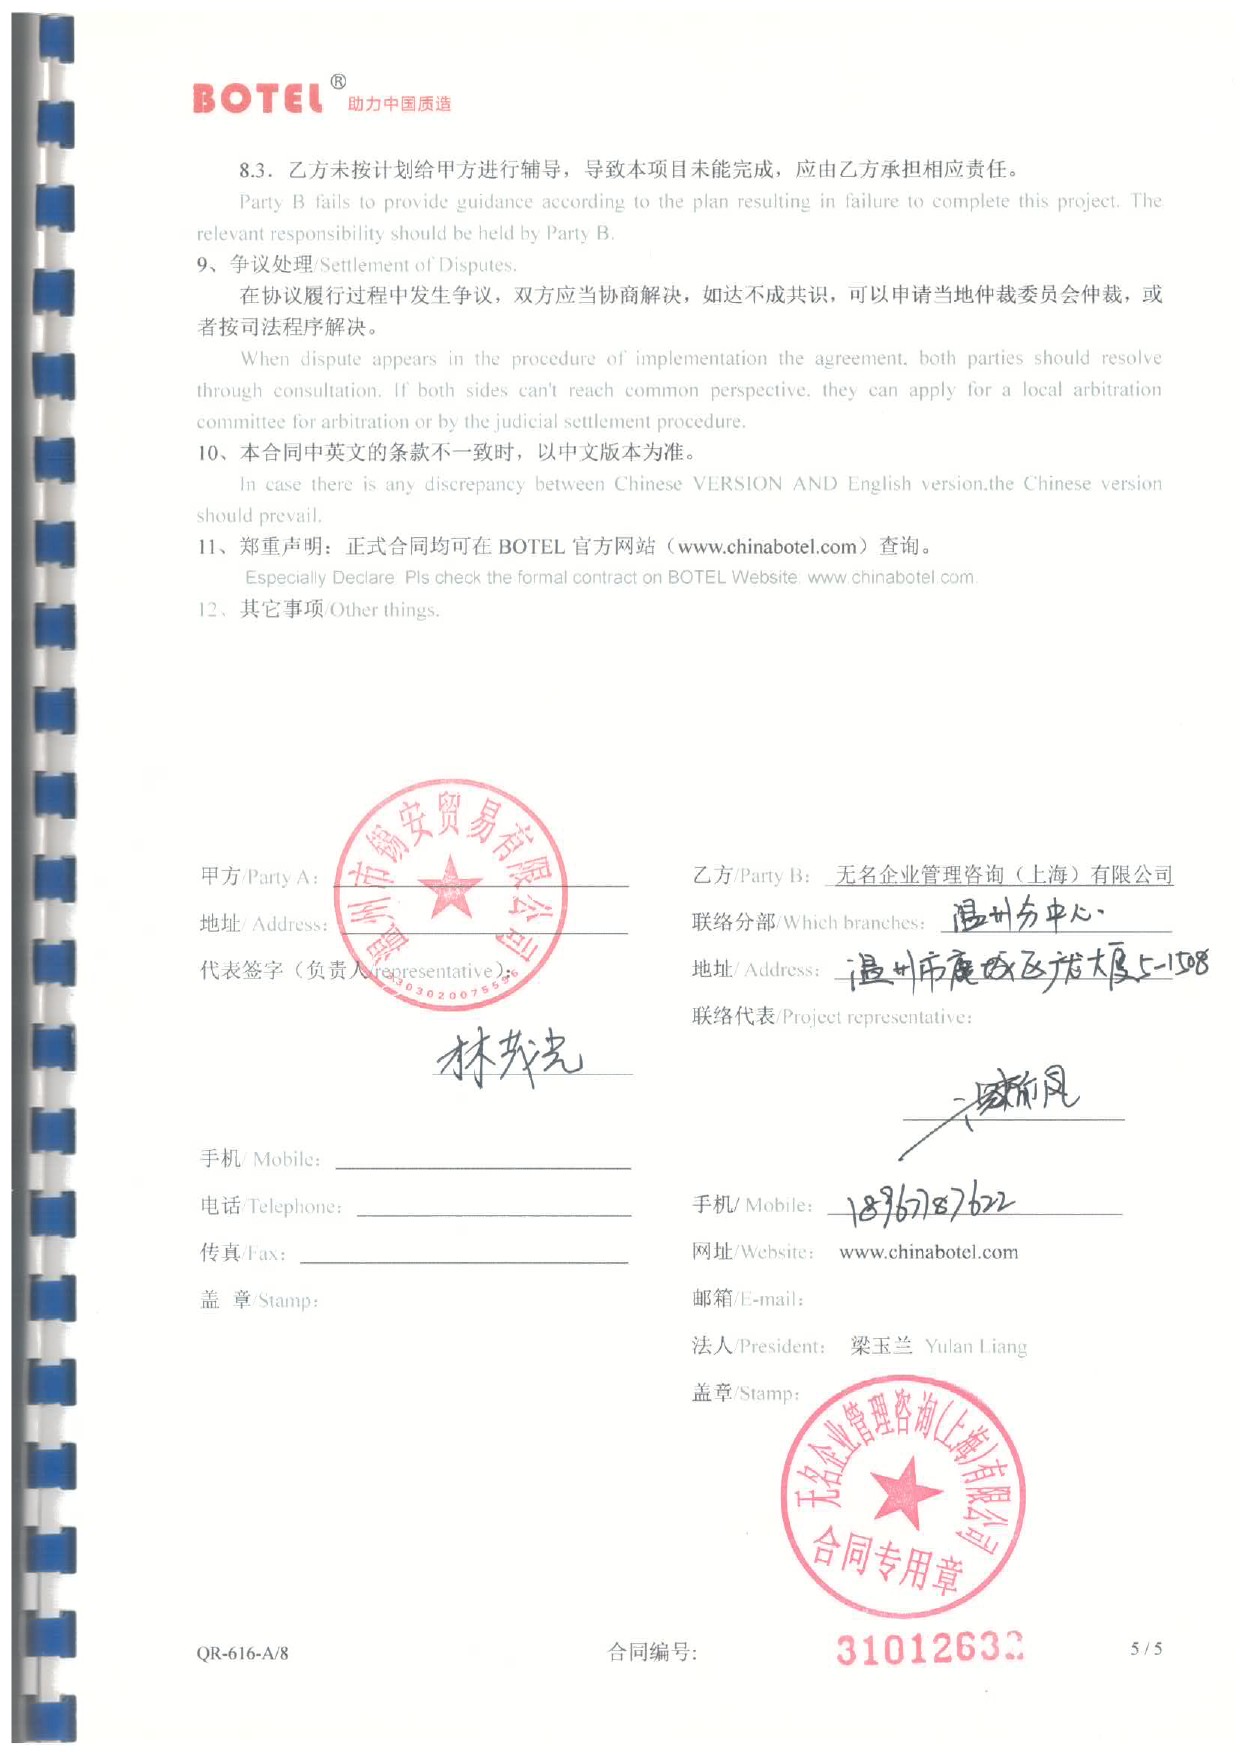 BOTEL® 助力中国质造
8.3．乙方未按计划给甲方进行辅导，导致本项目未能完成，应由乙方承担相应责任。
Party B fails to provide guidance according to the plan resulting in failure to complete this project. The
relevant responsibility should be held by Party B.
9、争议处理/Settlement of Disputes.
在协议履行过程中发生争议，双方应当协商解决，如达不成共识，可以申请当地仲裁委员会仲裁，或
者按司法程序解决。
When dispute appears in the procedure of implementation the agreement, both parties should resolve
through consultation. If both sides can't reach common perspective, they can apply for a local arbitration
committee for arbitration or by the judicial settlement procedure.
10、本合同中英文的条款不一致时，以中文版本为准。
In case there is any discrepancy between Chinese VERSION AND English version,the Chinese version
should prevail.
11、郑重声明：正式合同均可在 BOTEL 官方网站（www.chinabotel.com）查询。
Especially Declare: Pls check the formal contract on BOTEL Website: www.chinabotel.com.
12、其它事项/Other things.
温州市锡安贸易有限公司
甲方/Party A：
地址/ Address：
代表签字（负责人/representative）：
林茂光
手机/ Mobile：
电话/Telephone：
传真/Fax：
盖 章/Stamp：
乙方/Party B： 无名企业管理咨询（上海）有限公司
联络分部/Which branches： 温州分中心
地址/ Address： 温州市鹿城区大厦5-1508
联络代表/Project representative：
手机/ Mobile： 18967787622
网址/Website： www.chinabotel.com
邮箱/E-mail：
法人/President： 梁玉兰 Yulan Liang
盖章/Stamp：
无名企业管理咨询(上海)有限公司
合同专用章
QR-616-A/8 合同编号: 31012632 5 / 5